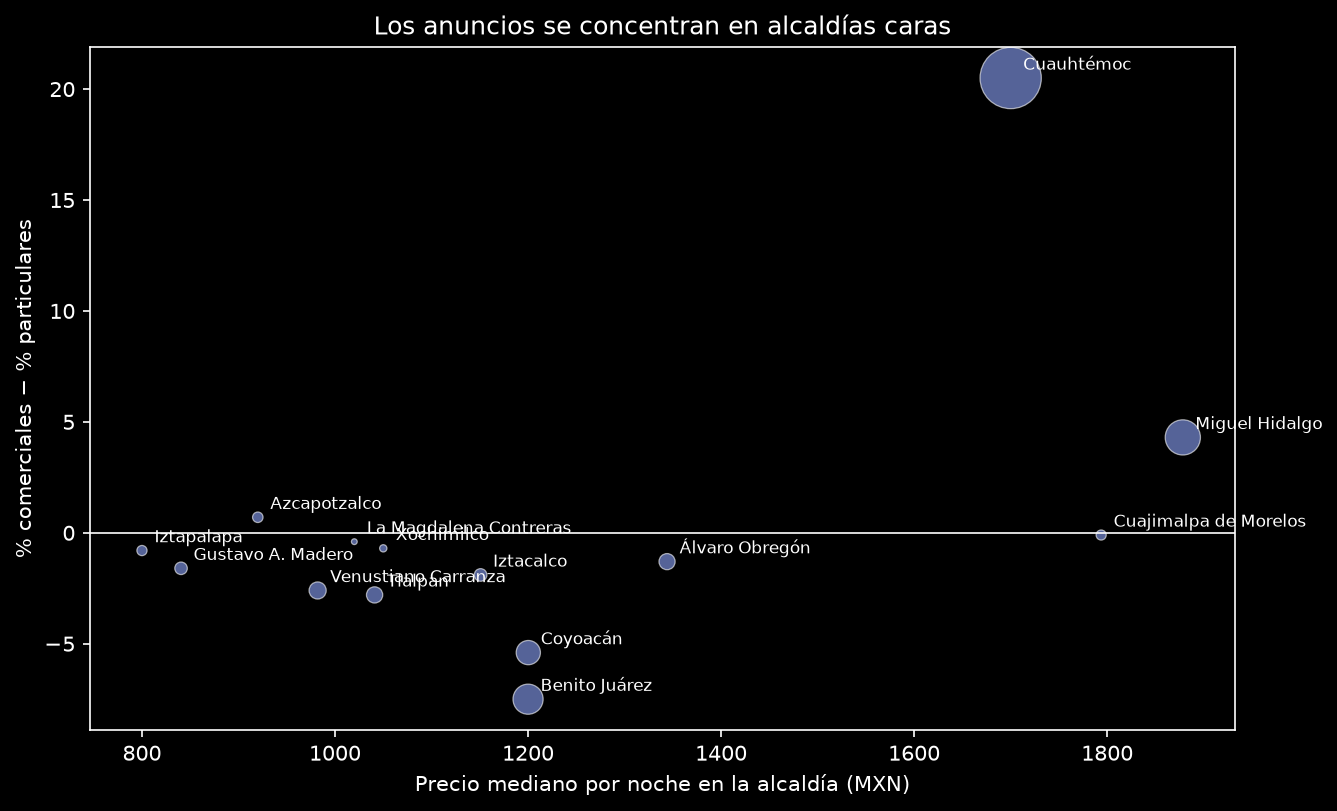 Los anuncios se concentran en alcaldías caras
% comerciales − % particulares
20
15
10
5
0
−5
Cuauhtémoc
Miguel Hidalgo
Azcapotzalco
Cuajimalpa de Morelos
La Magdalena Contreras
Xochimilco
Iztapalapa
Álvaro Obregón
Gustavo A. Madero
Iztacalco
Venustiano Carranza
Tlalpan
Coyoacán
Benito Juárez
800 1000 1200 1400 1600 1800
Precio mediano por noche en la alcaldía (MXN)